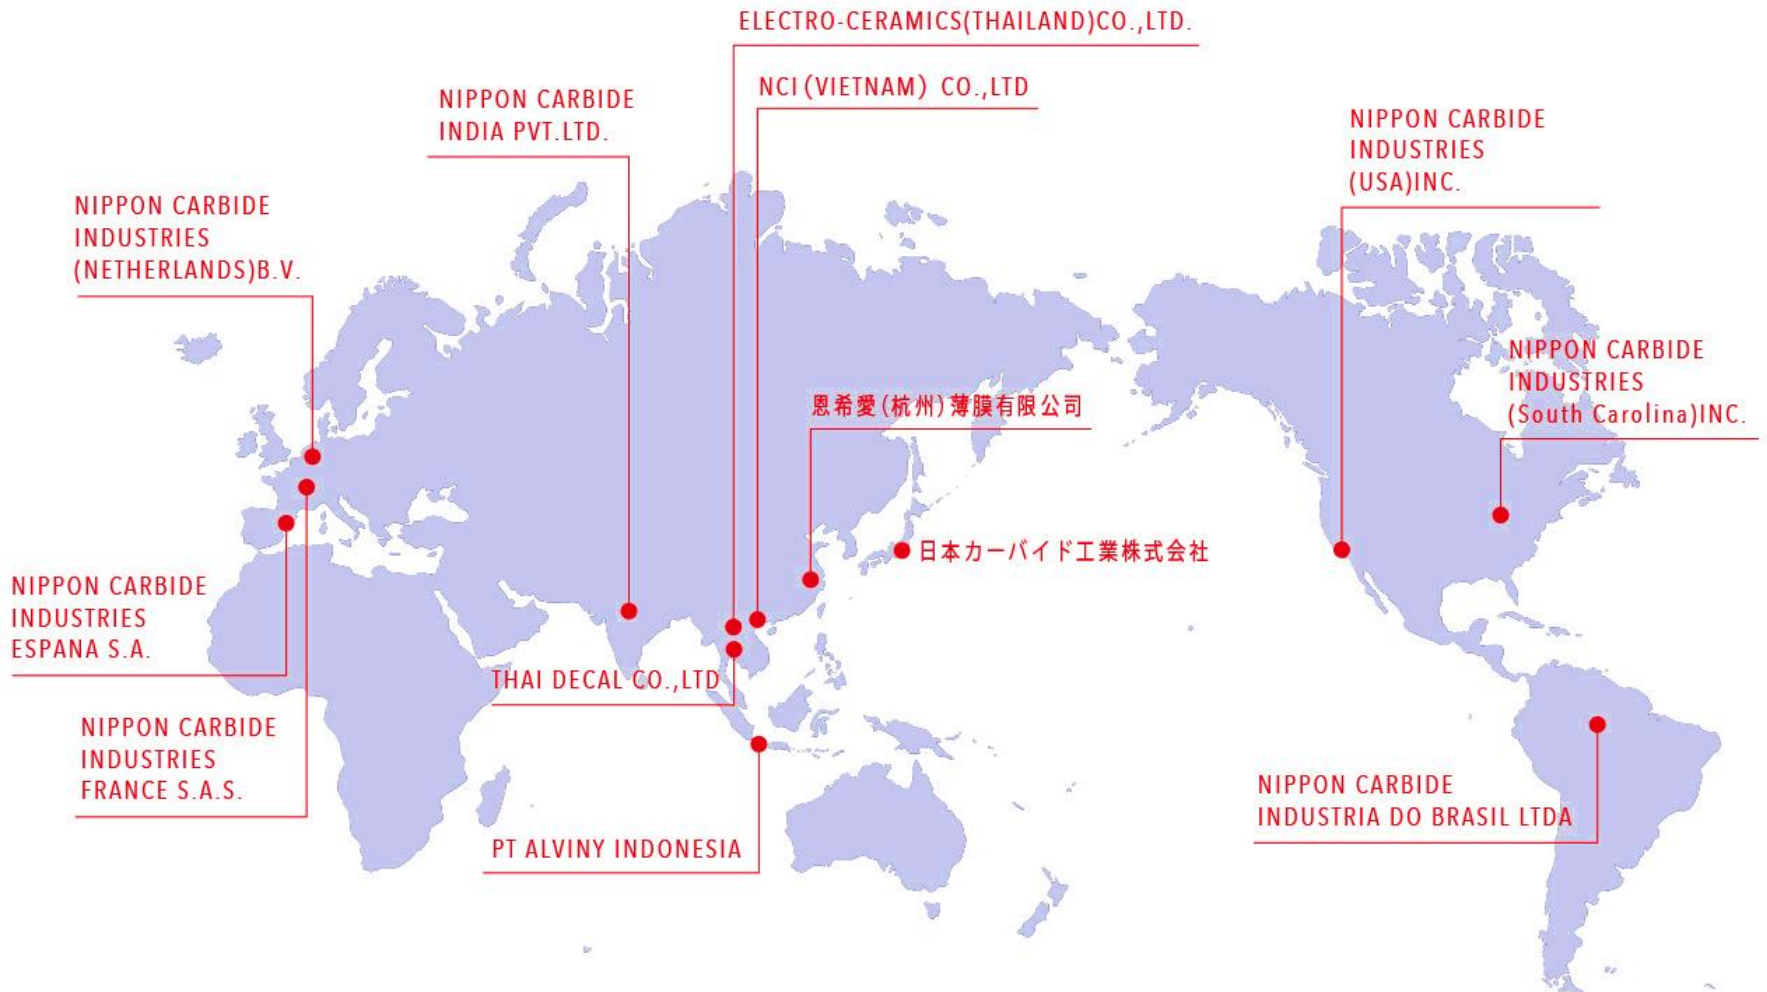 ELECTRO-CERAMICS(THAILAND)CO.,LTD.
NCI (VIETNAM) CO.,LTD
NIPPON CARBIDE
INDIA PVT.LTD.
NIPPON CARBIDE
INDUSTRIES
(USA)INC.
NIPPON CARBIDE
INDUSTRIES
(NETHERLANDS)B.V.
NIPPON CARBIDE
INDUSTRIES
(South Carolina)INC.
恩希愛(杭州)薄膜有限公司
日本カーバイド工業株式会社
NIPPON CARBIDE
INDUSTRIES
ESPANA S.A.
THAI DECAL CO.,LTD
NIPPON CARBIDE
INDUSTRIES
FRANCE S.A.S.
NIPPON CARBIDE
INDUSTRIA DO BRASIL LTDA
PT ALVINY INDONESIA